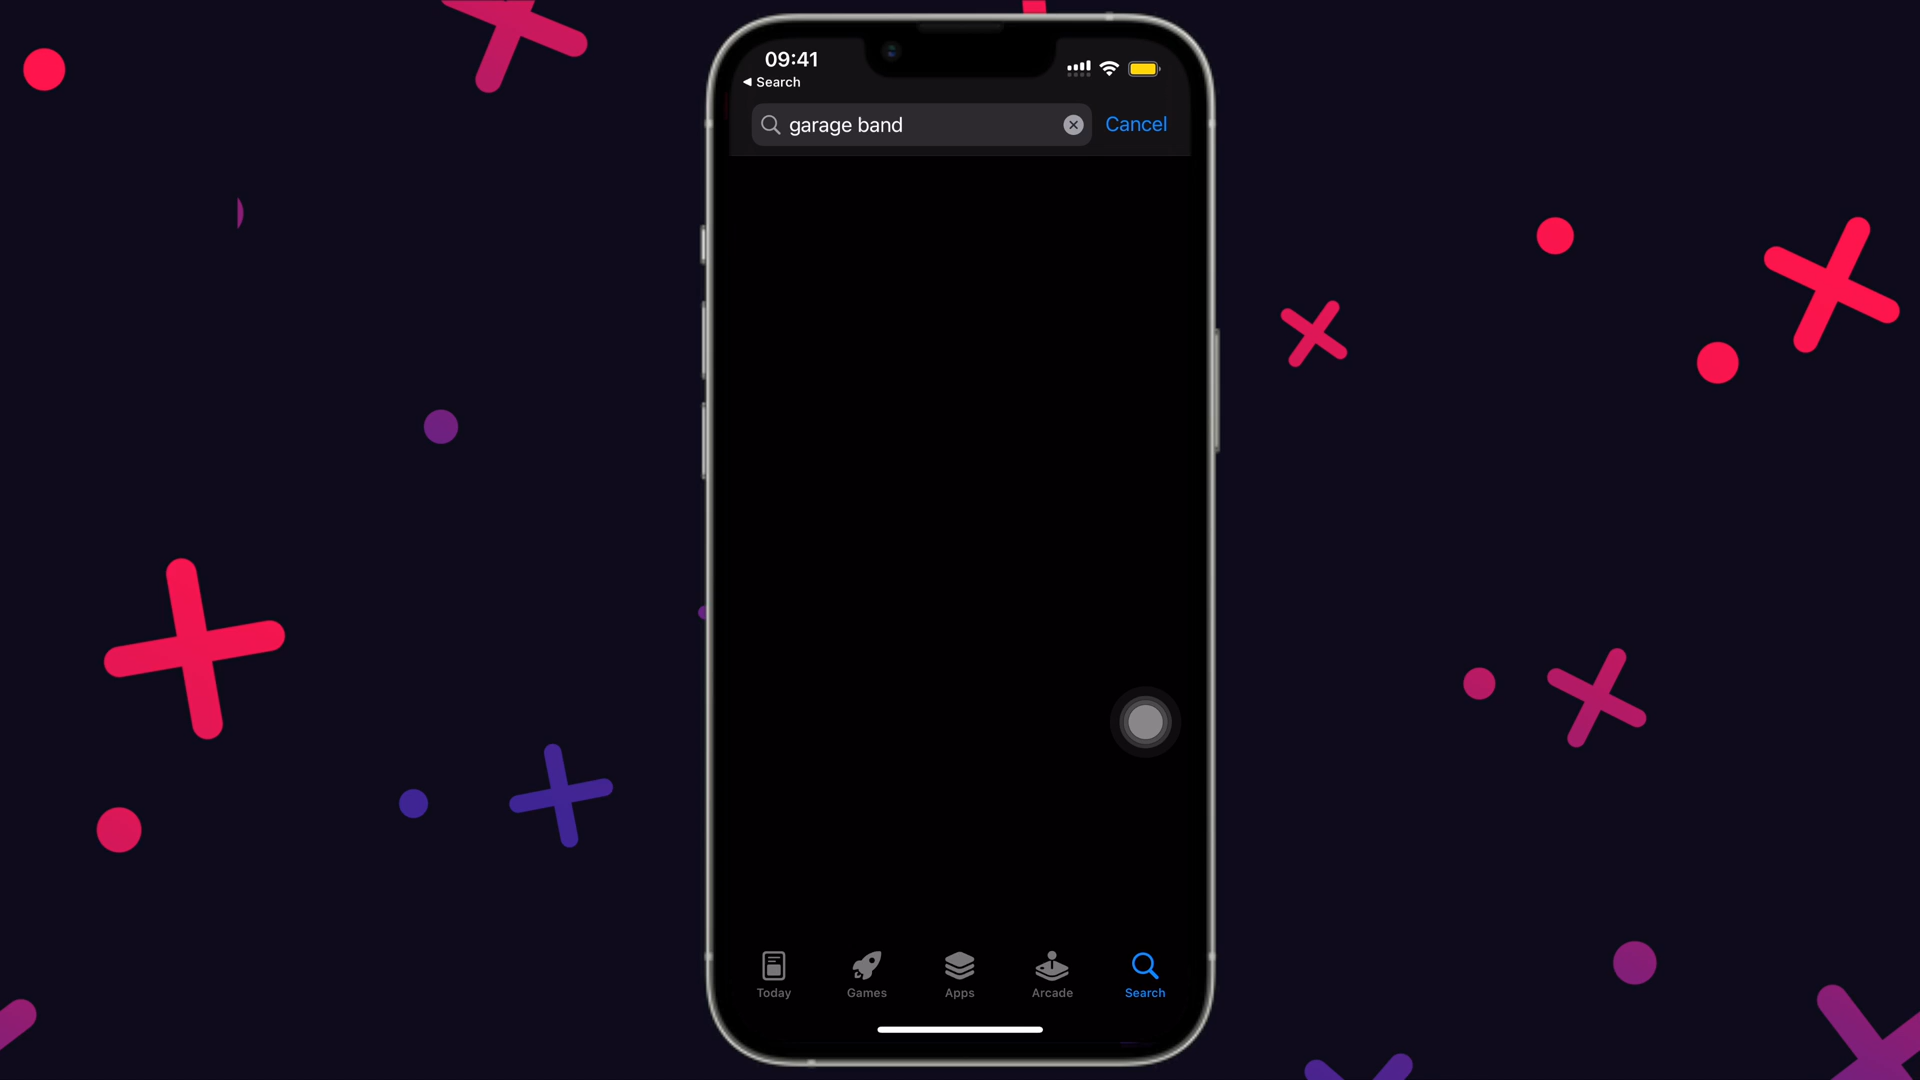 09:41
◀ Search
garage band
Cancel
Today
Games
Apps
Arcade
Search